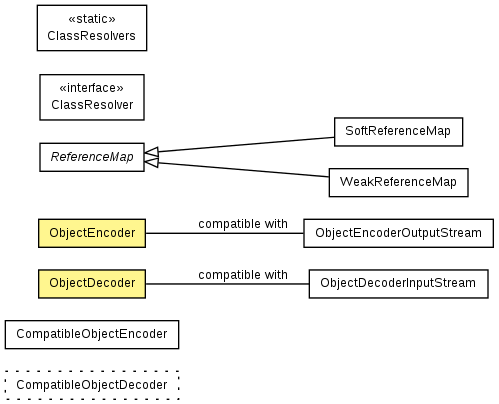 «static»
ClassResolvers
«interface»
ClassResolver
ReferenceMap
SoftReferenceMap
WeakReferenceMap
ObjectEncoder
compatible with
ObjectEncoderOutputStream
ObjectDecoder
compatible with
ObjectDecoderInputStream
CompatibleObjectEncoder
CompatibleObjectDecoder